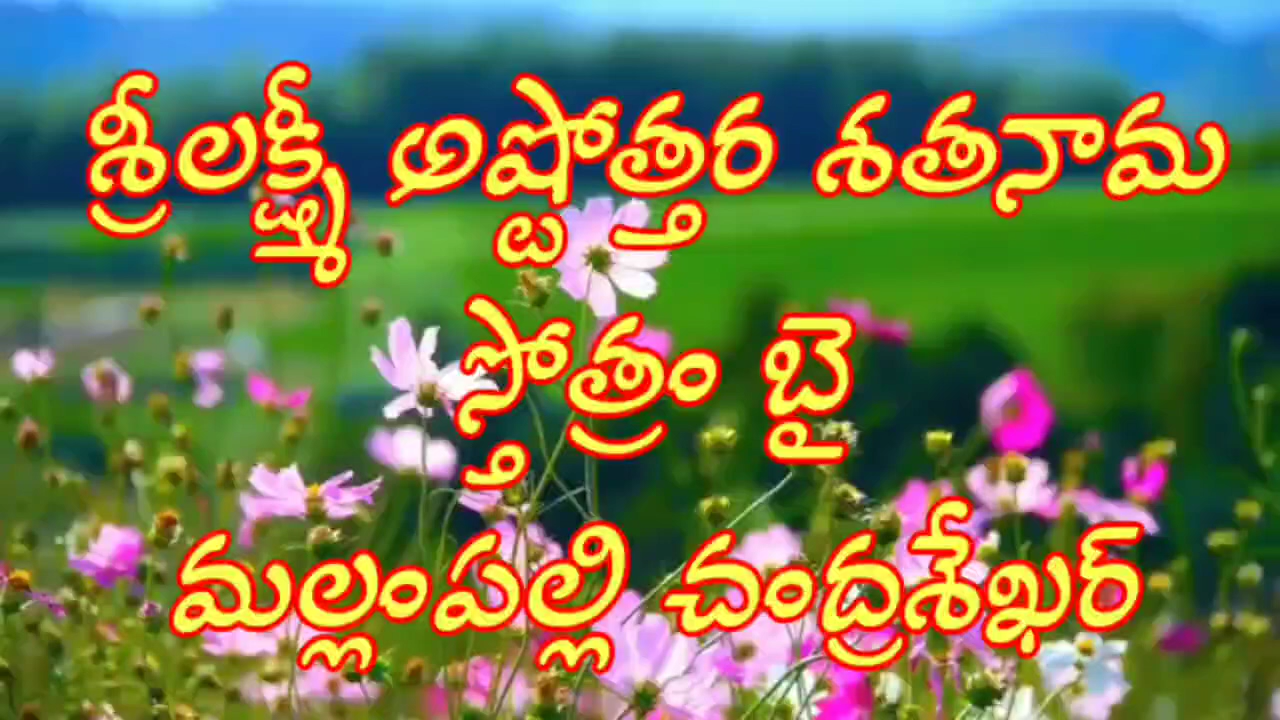 శ్రీలక్ష్మీ అష్టోత్తర శతనామ
స్తోత్రం బై
మల్లంపల్లి చంద్రశేఖర్